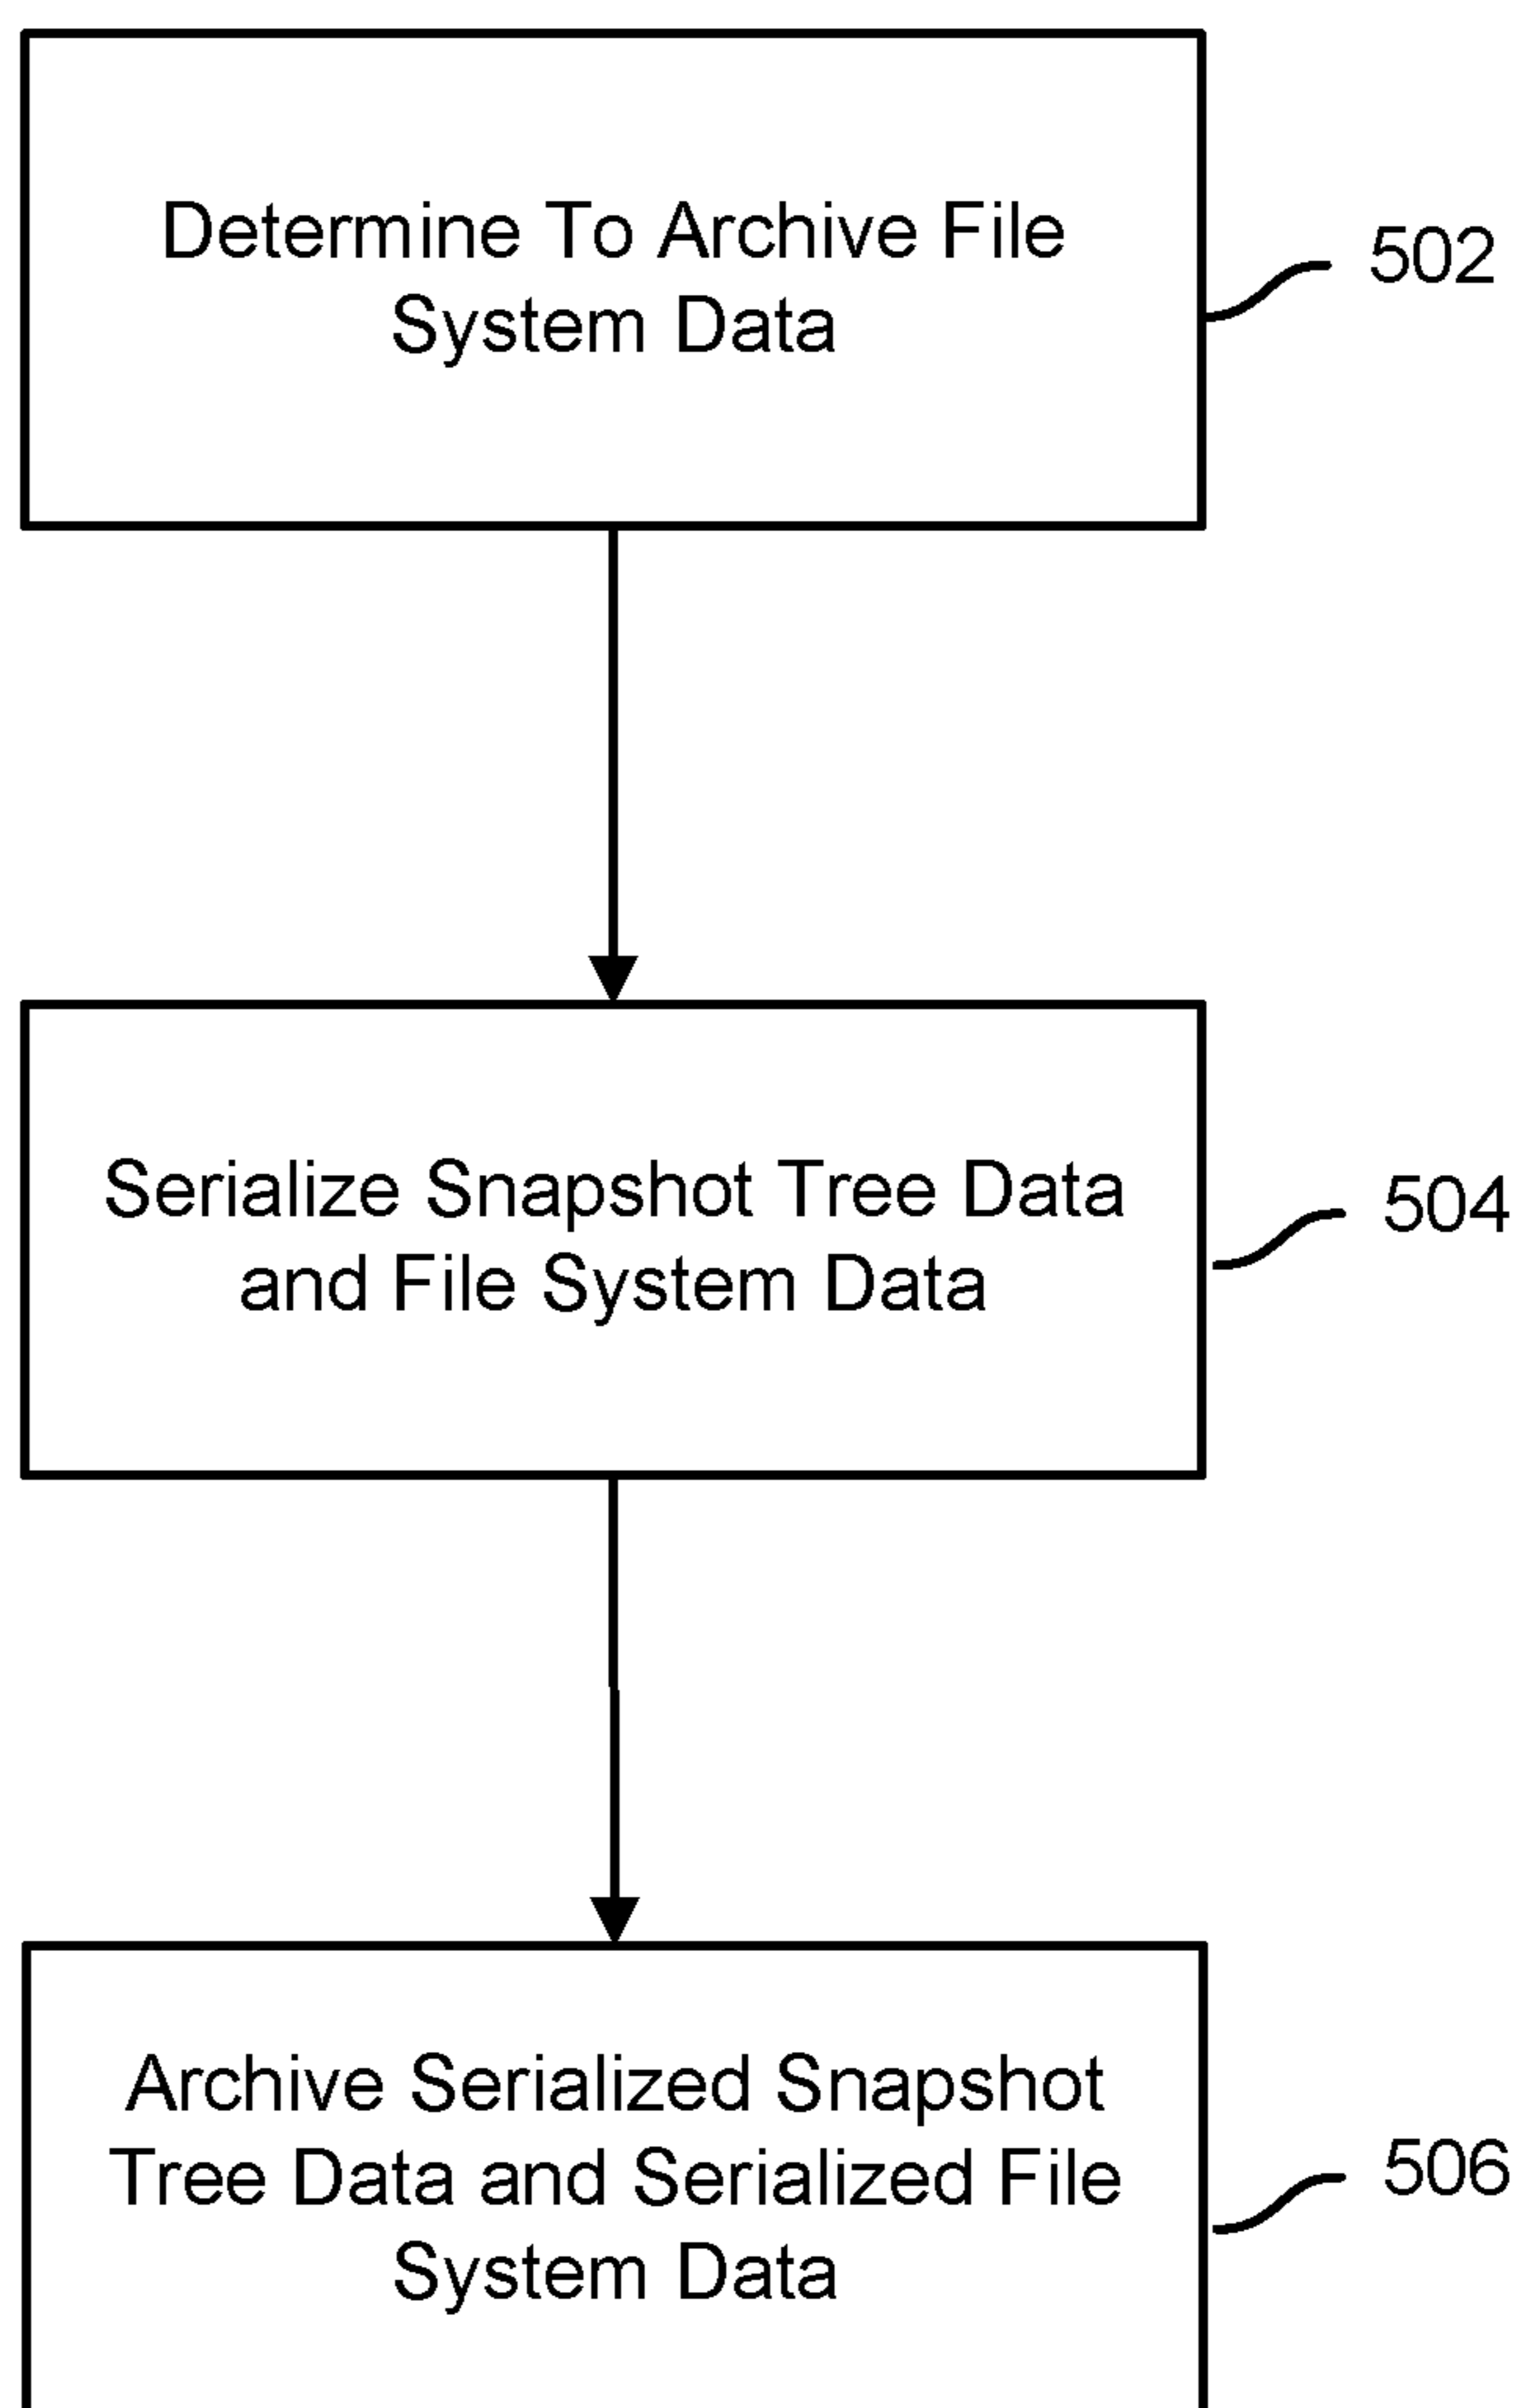 Determine To Archive File
System Data
502
Serialize Snapshot Tree Data
and File System Data
504
Archive Serialized Snapshot
Tree Data and Serialized File
System Data
506